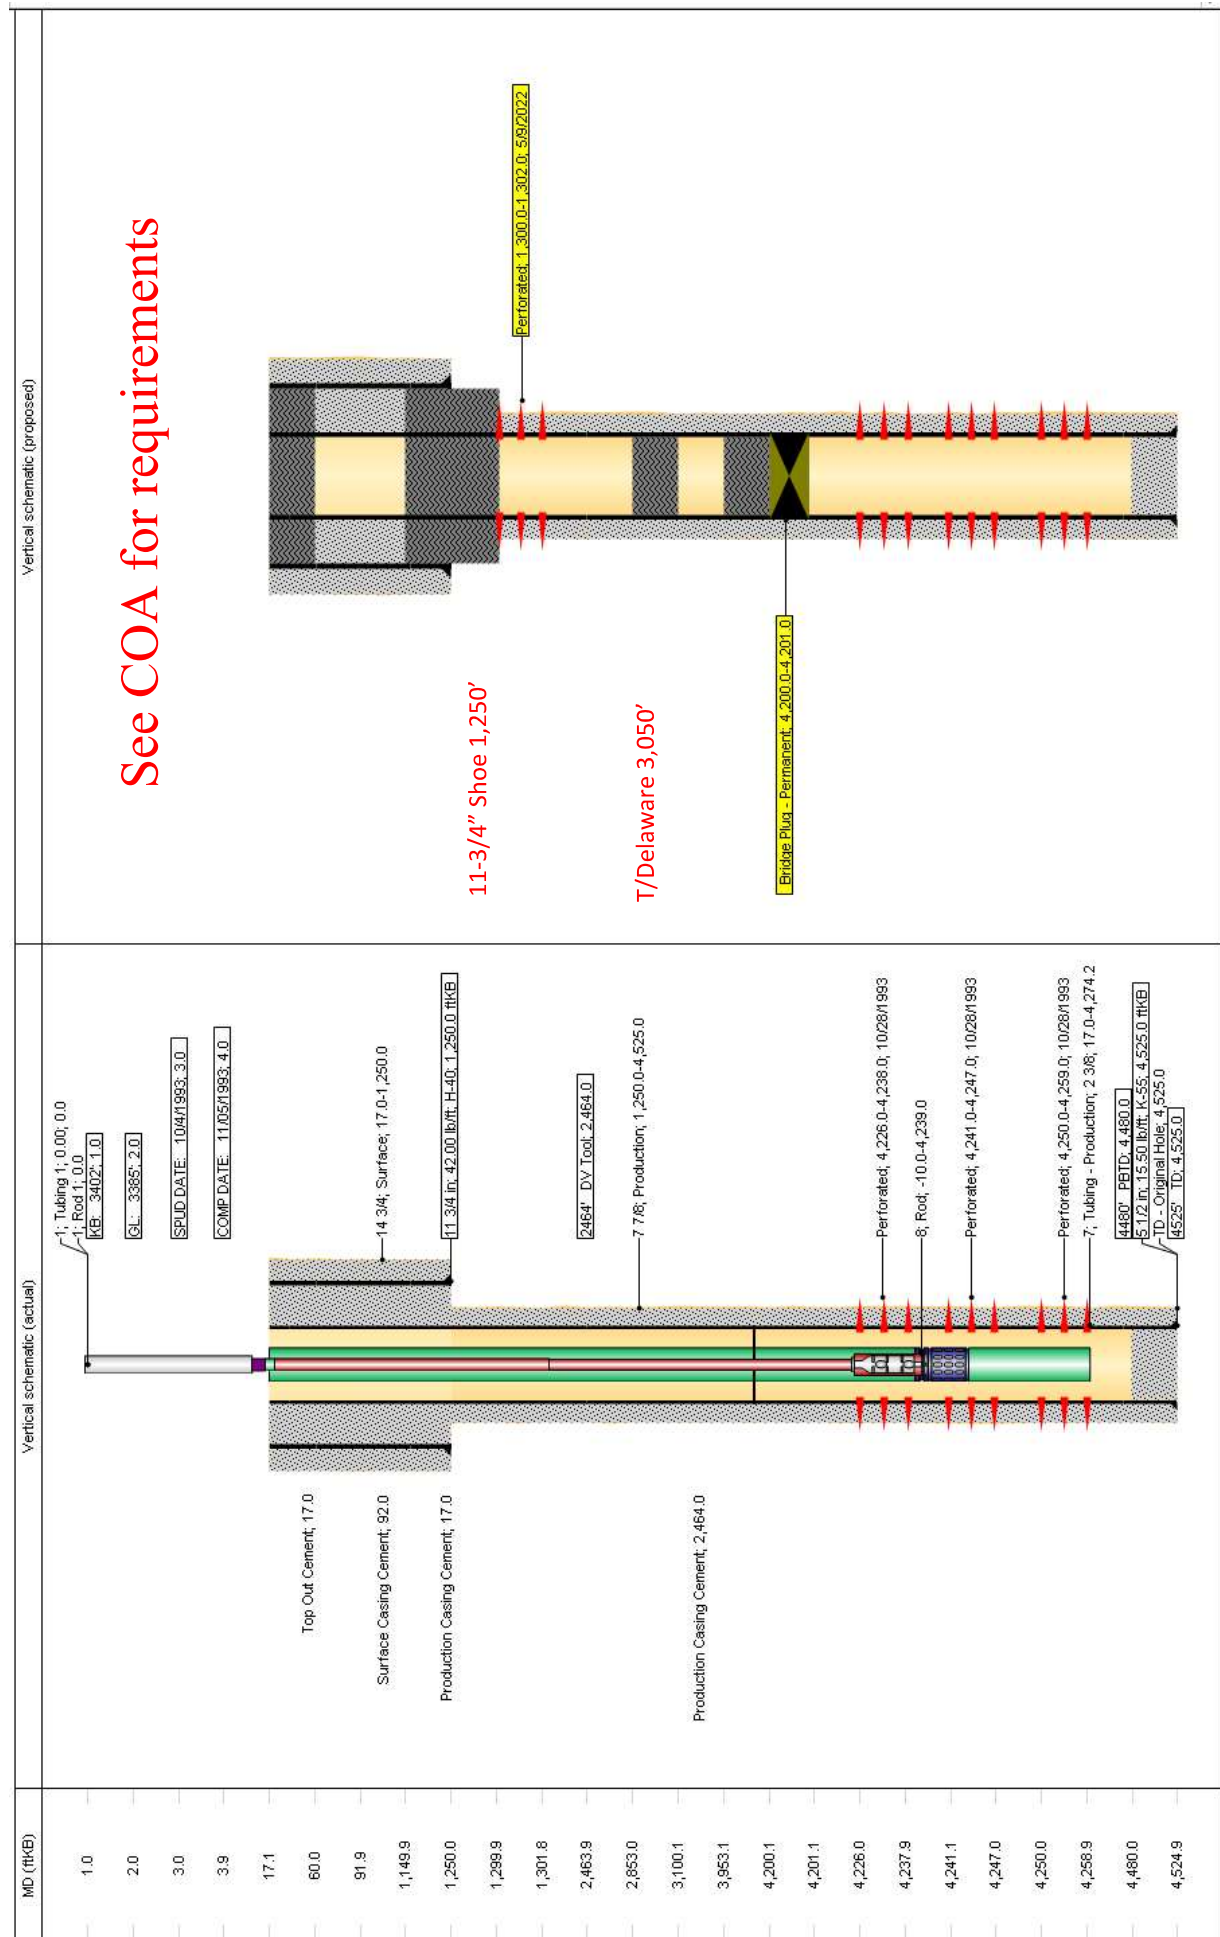 MD (ftKB)
1.0
2.0
3.0
3.9
17.1
60.0
91.9
1,149.9
1,250.0
1,299.9
1,301.8
2,463.9
2,853.0
3,100.1
3,953.1
4,200.1
4,201.1
4,226.0
4,237.9
4,241.1
4,247.0
4,250.0
4,258.9
4,480.0
4,524.9
Vertical schematic (actual)
Top Out Cement; 17.0
Surface Casing Cement; 92.0
Production Casing Cement; 17.0
Production Casing Cement; 2,464.0
1; Tubing 1; 0.00; 0.0
1; Rod 1; 0.0
KB: 3402'; 1.0
GL: 3385'; 2.0
SPUD DATE: 10/4/1993; 3.0
COMP DATE: 11/05/1993; 4.0
14 3/4; Surface; 17.0-1,250.0
11 3/4 in; 42.00 lb/ft; H-40; 1,250.0 ftKB
2464' DV Tool; 2,464.0
7 7/8; Production; 1,250.0-4,525.0
Perforated; 4,226.0-4,238.0; 10/28/1993
8; Rod; -10.0-4,239.0
Perforated; 4,241.0-4,247.0; 10/28/1993
Perforated; 4,250.0-4,259.0; 10/28/1993
7; Tubing - Production; 2 3/8; 17.0-4,274.2
4480' PBTD; 4,480.0
5 1/2 in; 15.50 lb/ft; K-55; 4,525.0 ftKB
TD - Original Hole; 4,525.0
4525' TD; 4,525.0
Vertical schematic (proposed)
See COA for requirements
11-3/4" Shoe 1,250'
T/Delaware 3,050'
Perforated; 1,300.0-1,302.0; 5/9/2022
Bridge Plug - Permanent; 4,200.0-4,201.0